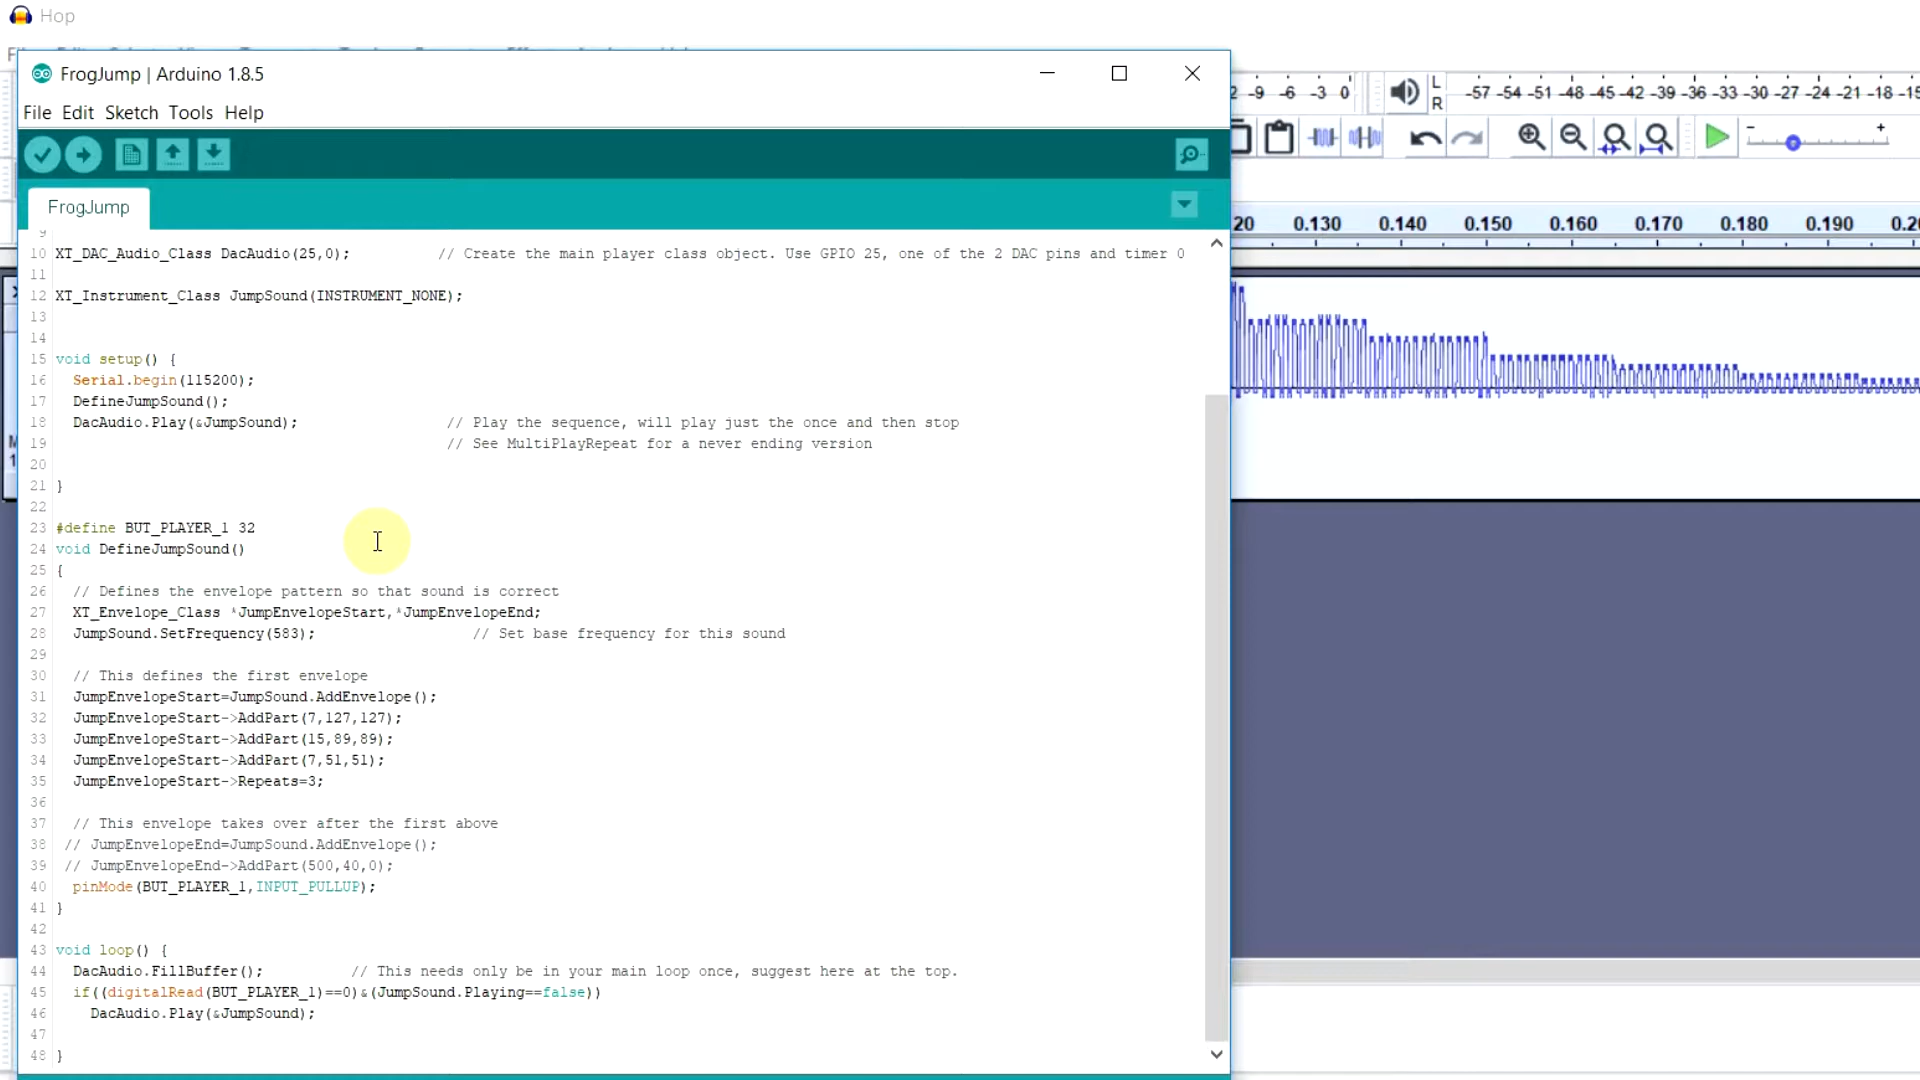 Hop
FrogJump | Arduino 1.8.5
File Edit Sketch Tools Help
FrogJump
9
10 XT_DAC_Audio_Class DacAudio(25,0); // Create the main player class object. Use GPIO 25, one of the 2 DAC pins and timer 0
11
12 XT_Instrument_Class JumpSound(INSTRUMENT_NONE);
13
14
15 void setup() {
16 Serial.begin(115200);
17 DefineJumpSound();
18 DacAudio.Play(&JumpSound); // Play the sequence, will play just the once and then stop
19 // See MultiPlayRepeat for a never ending version
20
21 }
22
23 #define BUT_PLAYER_1 32
24 void DefineJumpSound()
25 {
26 // Defines the envelope pattern so that sound is correct
27 XT_Envelope_Class *JumpEnvelopeStart,*JumpEnvelopeEnd;
28 JumpSound.SetFrequency(583); // Set base frequency for this sound
29
30 // This defines the first envelope
31 JumpEnvelopeStart=JumpSound.AddEnvelope();
32 JumpEnvelopeStart->AddPart(7,127,127);
33 JumpEnvelopeStart->AddPart(15,89,89);
34 JumpEnvelopeStart->AddPart(7,51,51);
35 JumpEnvelopeStart->Repeats=3;
36
37 // This envelope takes over after the first above
38 // JumpEnvelopeEnd=JumpSound.AddEnvelope();
39 // JumpEnvelopeEnd->AddPart(500,40,0);
40 pinMode(BUT_PLAYER_1,INPUT_PULLUP);
41 }
42
43 void loop() {
44 DacAudio.FillBuffer(); // This needs only be in your main loop once, suggest here at the top.
45 if((digitalRead(BUT_PLAYER_1)==0)&(JumpSound.Playing==false))
46 DacAudio.Play(&JumpSound);
47
48 }
-9 -6 -3 0
L
R
-57 -54 -51 -48 -45 -42 -39 -36 -33 -30 -27 -24 -21 -18 -15
- +
20 0.130 0.140 0.150 0.160 0.170 0.180 0.190 0.2